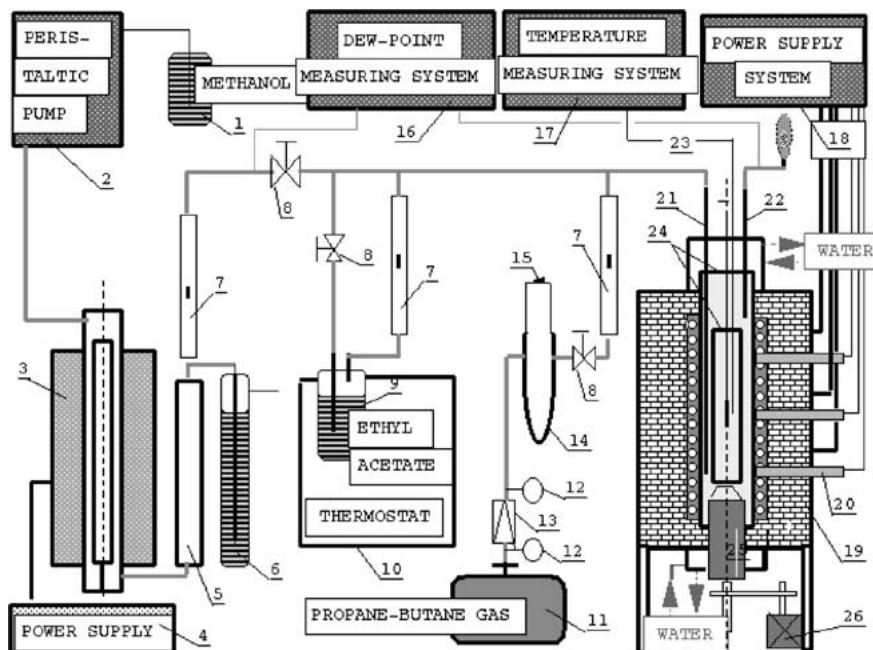 PERIS-
TALTIC
PUMP
2
METHANOL
1
DEW-POINT
MEASURING SYSTEM
16
TEMPERATURE
MEASURING SYSTEM
17
POWER SUPPLY
SYSTEM
18
23
8
21
22
7
8
7
15
7
24
WATER
3
9
8
ETHYL
ACETATE
14
THERMOSTAT
12
13
20
5
6
10
12
25
19
PROPANE-BUTANE GAS
11
POWER SUPPLY
4
WATER
26